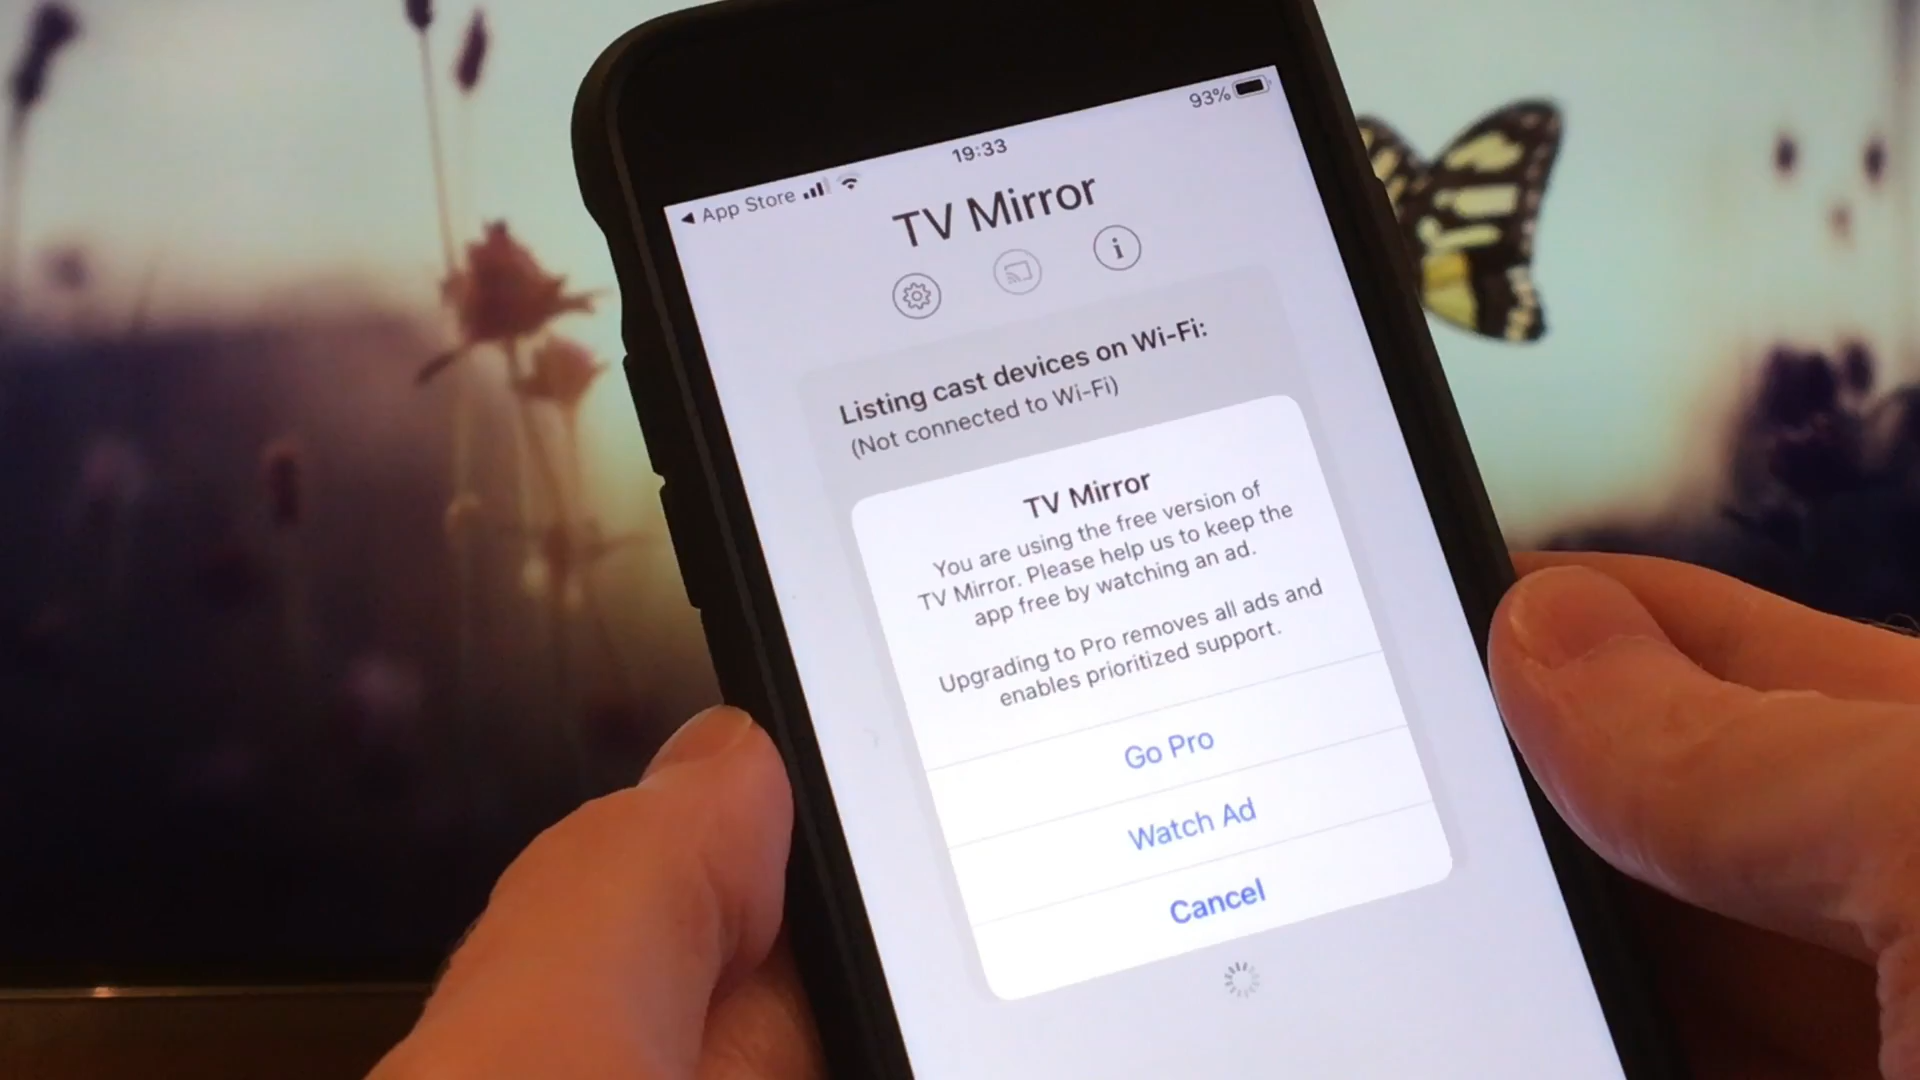 93%
19:33
App Store
TV Mirror
i
Listing cast devices on Wi-Fi:
(Not connected to Wi-Fi)
TV Mirror
You are using the free version of
TV Mirror. Please help us to keep the
app free by watching an ad.
Upgrading to Pro removes all ads and
enables prioritized support.
Go Pro
Watch Ad
Cancel